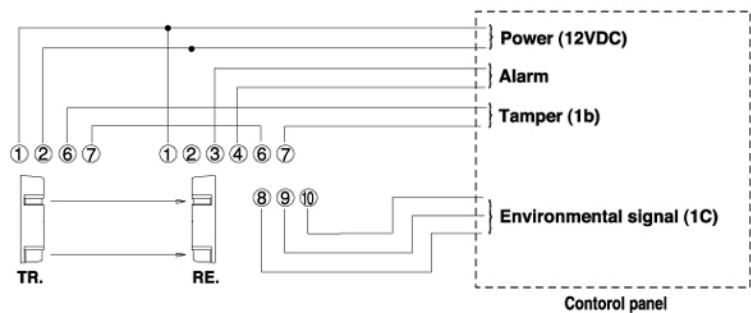 Power (12VDC)
Alarm
Tamper (1b)
① ② ⑥ ⑦ ① ② ③ ④ ⑥ ⑦
⑧ ⑨ ⑩
Environmental signal (1C)
TR. RE.
Contorol panel